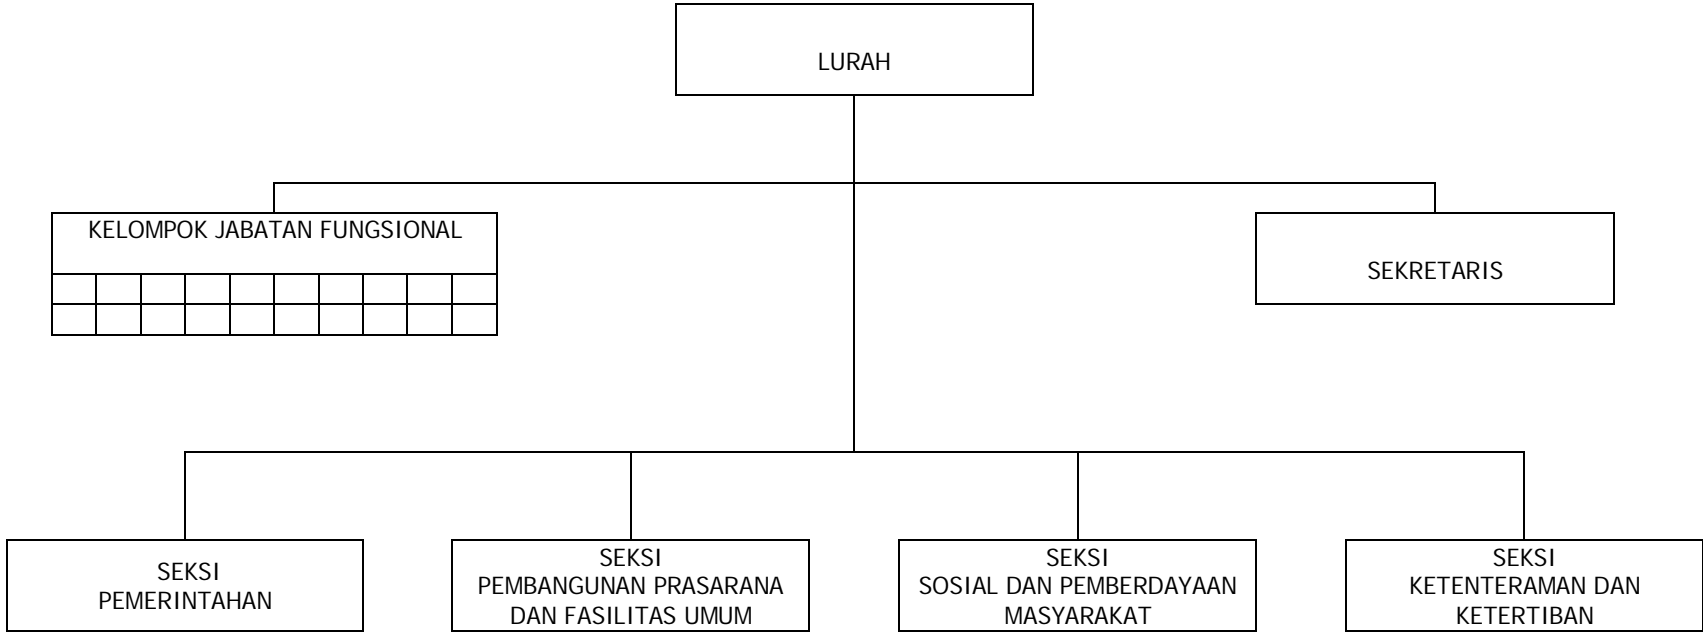 LURAH
KELOMPOK JABATAN FUNGSIONAL
SEKRETARIS
SEKSI
PEMERINTAHAN
SEKSI
PEMBANGUNAN PRASARANA
DAN FASILITAS UMUM
SEKSI
SOSIAL DAN PEMBERDAYAAN
MASYARAKAT
SEKSI
KETENTERAMAN DAN
KETERTIBAN